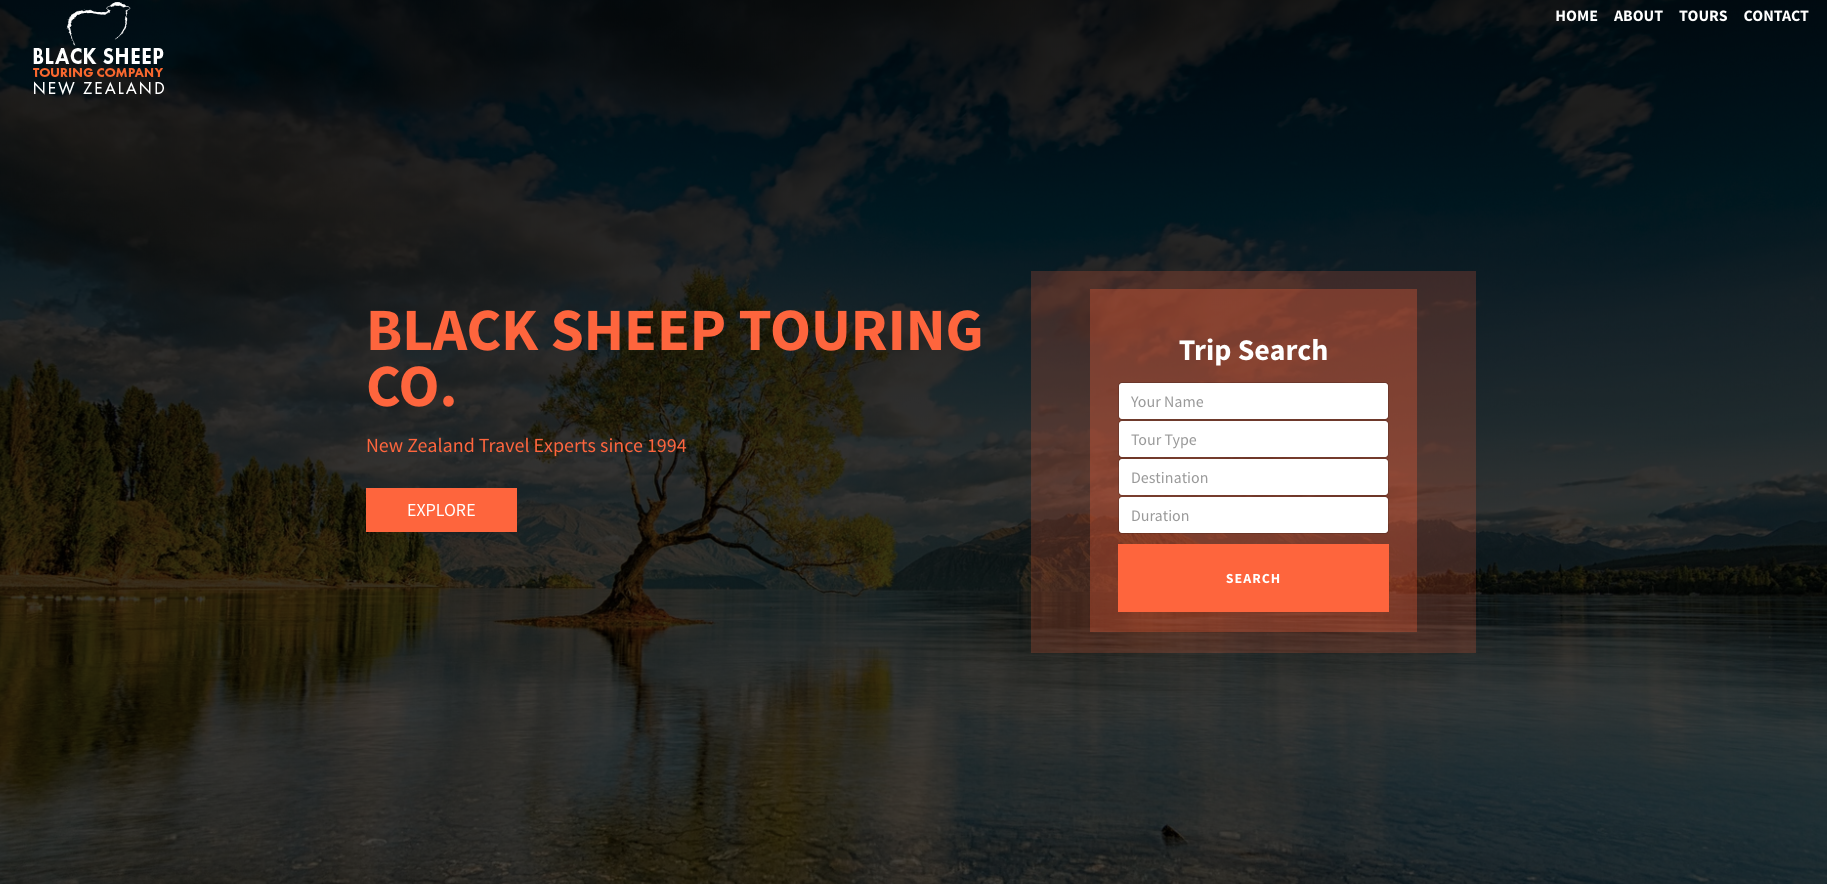 BLACK SHEEP
TOURING COMPANY
NEW ZEALAND
HOME ABOUT TOURS CONTACT
BLACK SHEEP TOURING
CO.
New Zealand Travel Experts since 1994
EXPLORE
Trip Search
Your Name
Tour Type
Destination
Duration
SEARCH